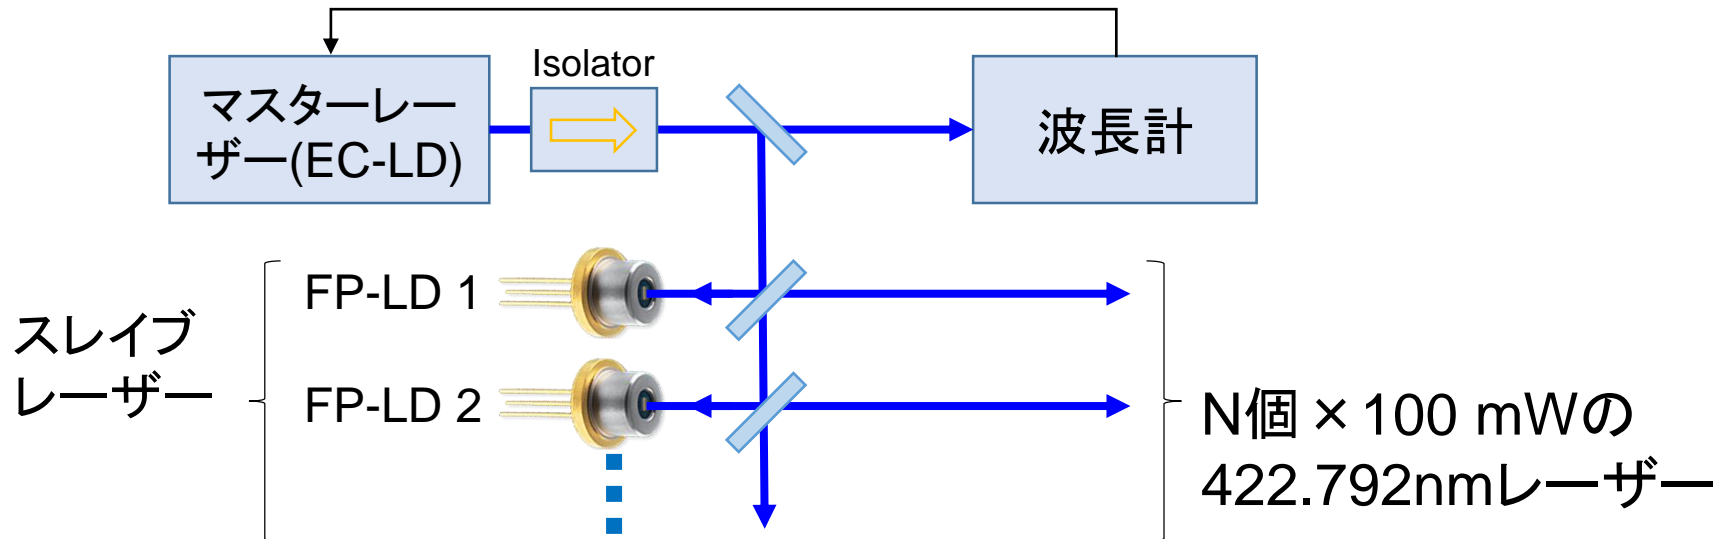 Isolator
マスターレー
ザー(EC-LD)
波長計
FP-LD 1
スレイブ
レーザー
FP-LD 2
N個×100 mWの
422.792nmレーザー